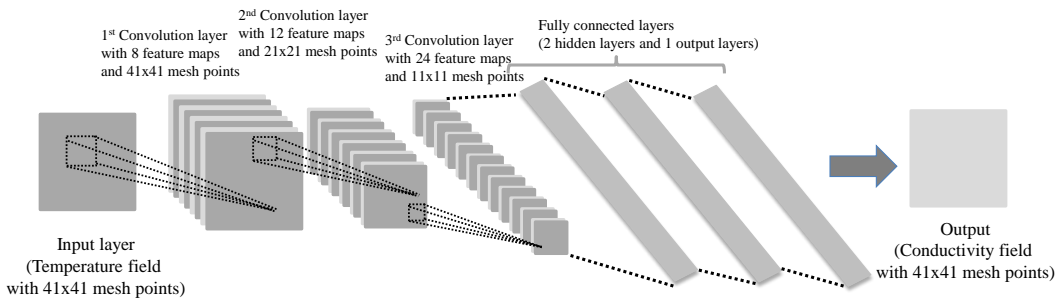 1st Convolution layer
with 8 feature maps
and 41x41 mesh points
2nd Convolution layer
with 12 feature maps
and 21x21 mesh points
3rd Convolution layer
with 24 feature maps
and 11x11 mesh points
Fully connected layers
(2 hidden layers and 1 output layers)
Input layer
(Temperature field
with 41x41 mesh points)
Output
(Conductivity field
with 41x41 mesh points)